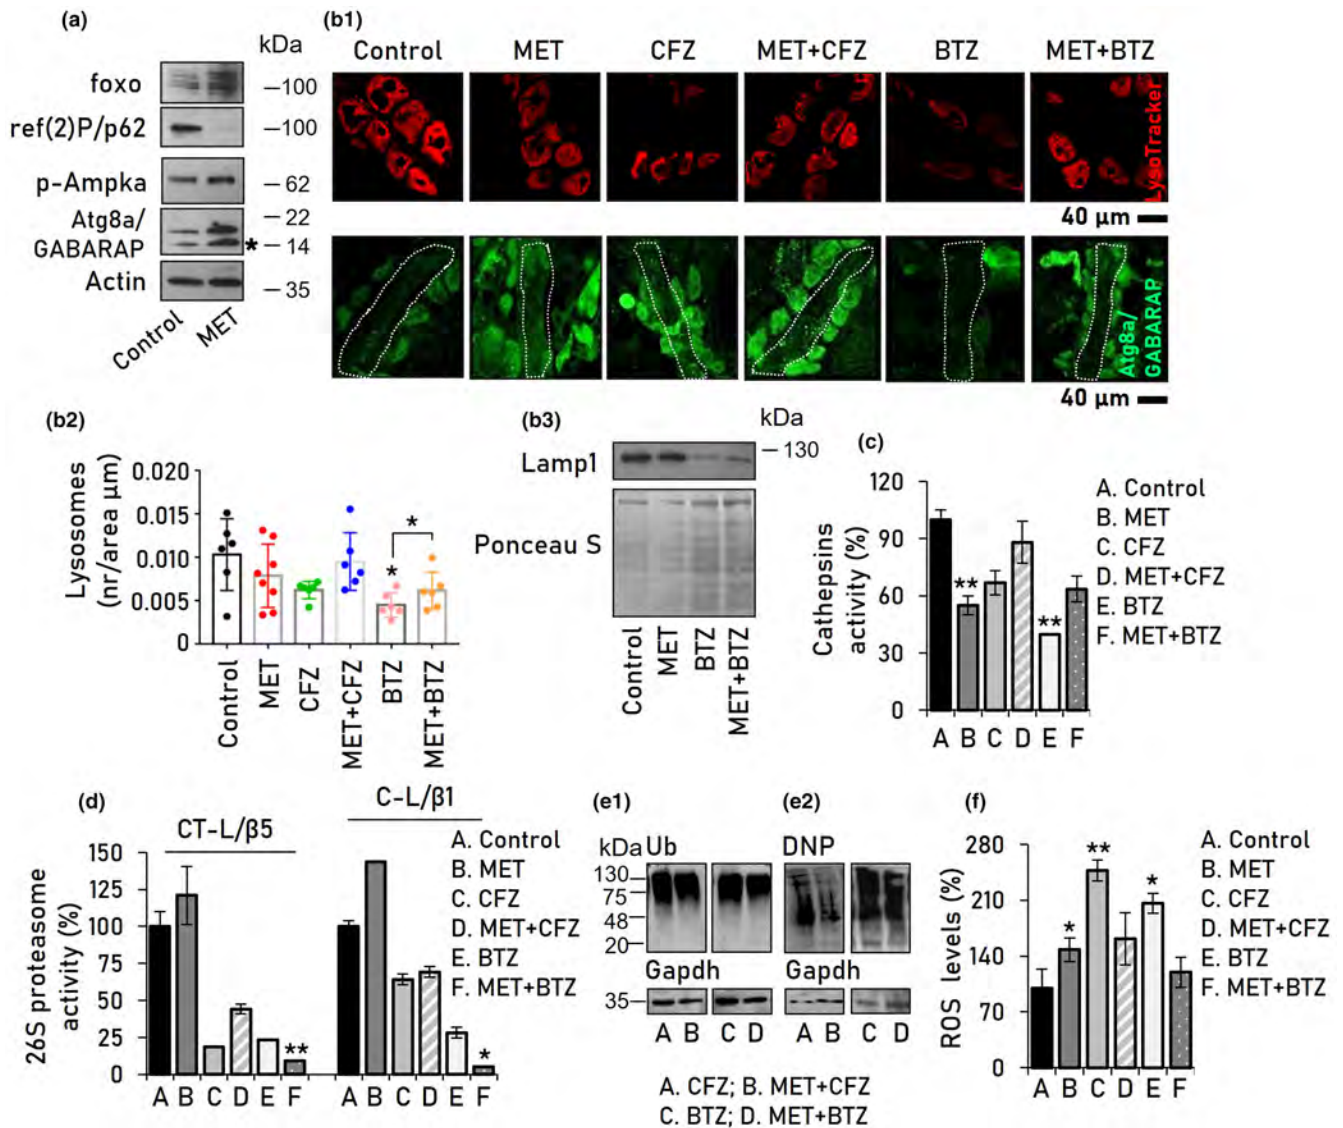 (a)
kDa
foxo
–100
ref(2)P/p62
–100
p-Ampka
–62
Atg8a/
GABARAP
–22
–14
*
Actin
–35
Control
MET
(b1)
Control
MET
CFZ
MET+CFZ
BTZ
MET+BTZ
LysoTracker
40 µm
Atg8a/
GABARAP
40 µm
(b2)
Lysosomes
(nr/area µm)
0.020
0.015
0.010
0.005
0
*
*
Control
MET
CFZ
MET+CFZ
BTZ
MET+BTZ
(b3)
kDa
Lamp1
–130
Ponceau S
Control
MET
BTZ
MET+BTZ
(c)
Cathepsins
activity (%)
120
90
60
30
0
**
**
A B C D E F
A. Control
B. MET
C. CFZ
D. MET+CFZ
E. BTZ
F. MET+BTZ
(d)
CT-L/β5
C-L/β1
26S proteasome
activity (%)
150
125
100
75
50
25
0
**
*
A B C D E F
A B C D E F
A. Control
B. MET
C. CFZ
D. MET+CFZ
E. BTZ
F. MET+BTZ
(e1)
kDa Ub
130
75
48
20
Gapdh
35
A B
C D
(e2)
DNP
Gapdh
A B
C D
A. CFZ; B. MET+CFZ
C. BTZ; D. MET+BTZ
(f)
ROS levels (%)
280
210
140
70
0
*
**
*
A B C D E F
A. Control
B. MET
C. CFZ
D. MET+CFZ
E. BTZ
F. MET+BTZ